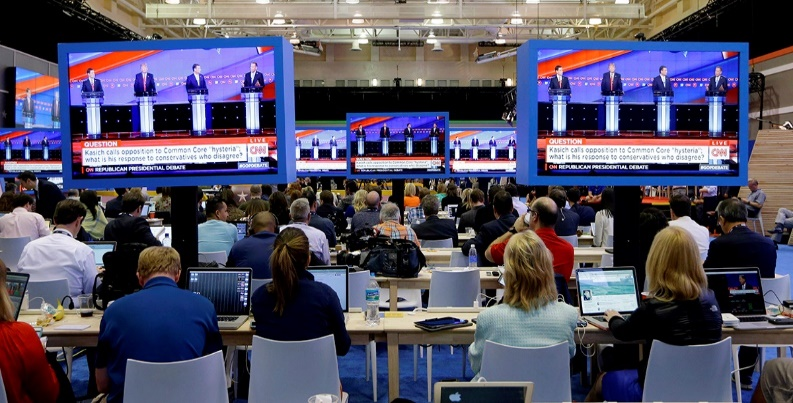 QUESTION
LIVE
Kasich calls opposition to Common Core "hysteria";
what is his response to conservatives who disagree?
CNN
CNN REPUBLICAN PRESIDENTIAL DEBATE
#GOPDEBATE
QUESTION
LIVE
Kasich calls opposition to Common Core "hysteria";
what is his response to conservatives who disagree?
CNN
CNN REPUBLICAN PRESIDENTIAL DEBATE
#GOPDEBATE